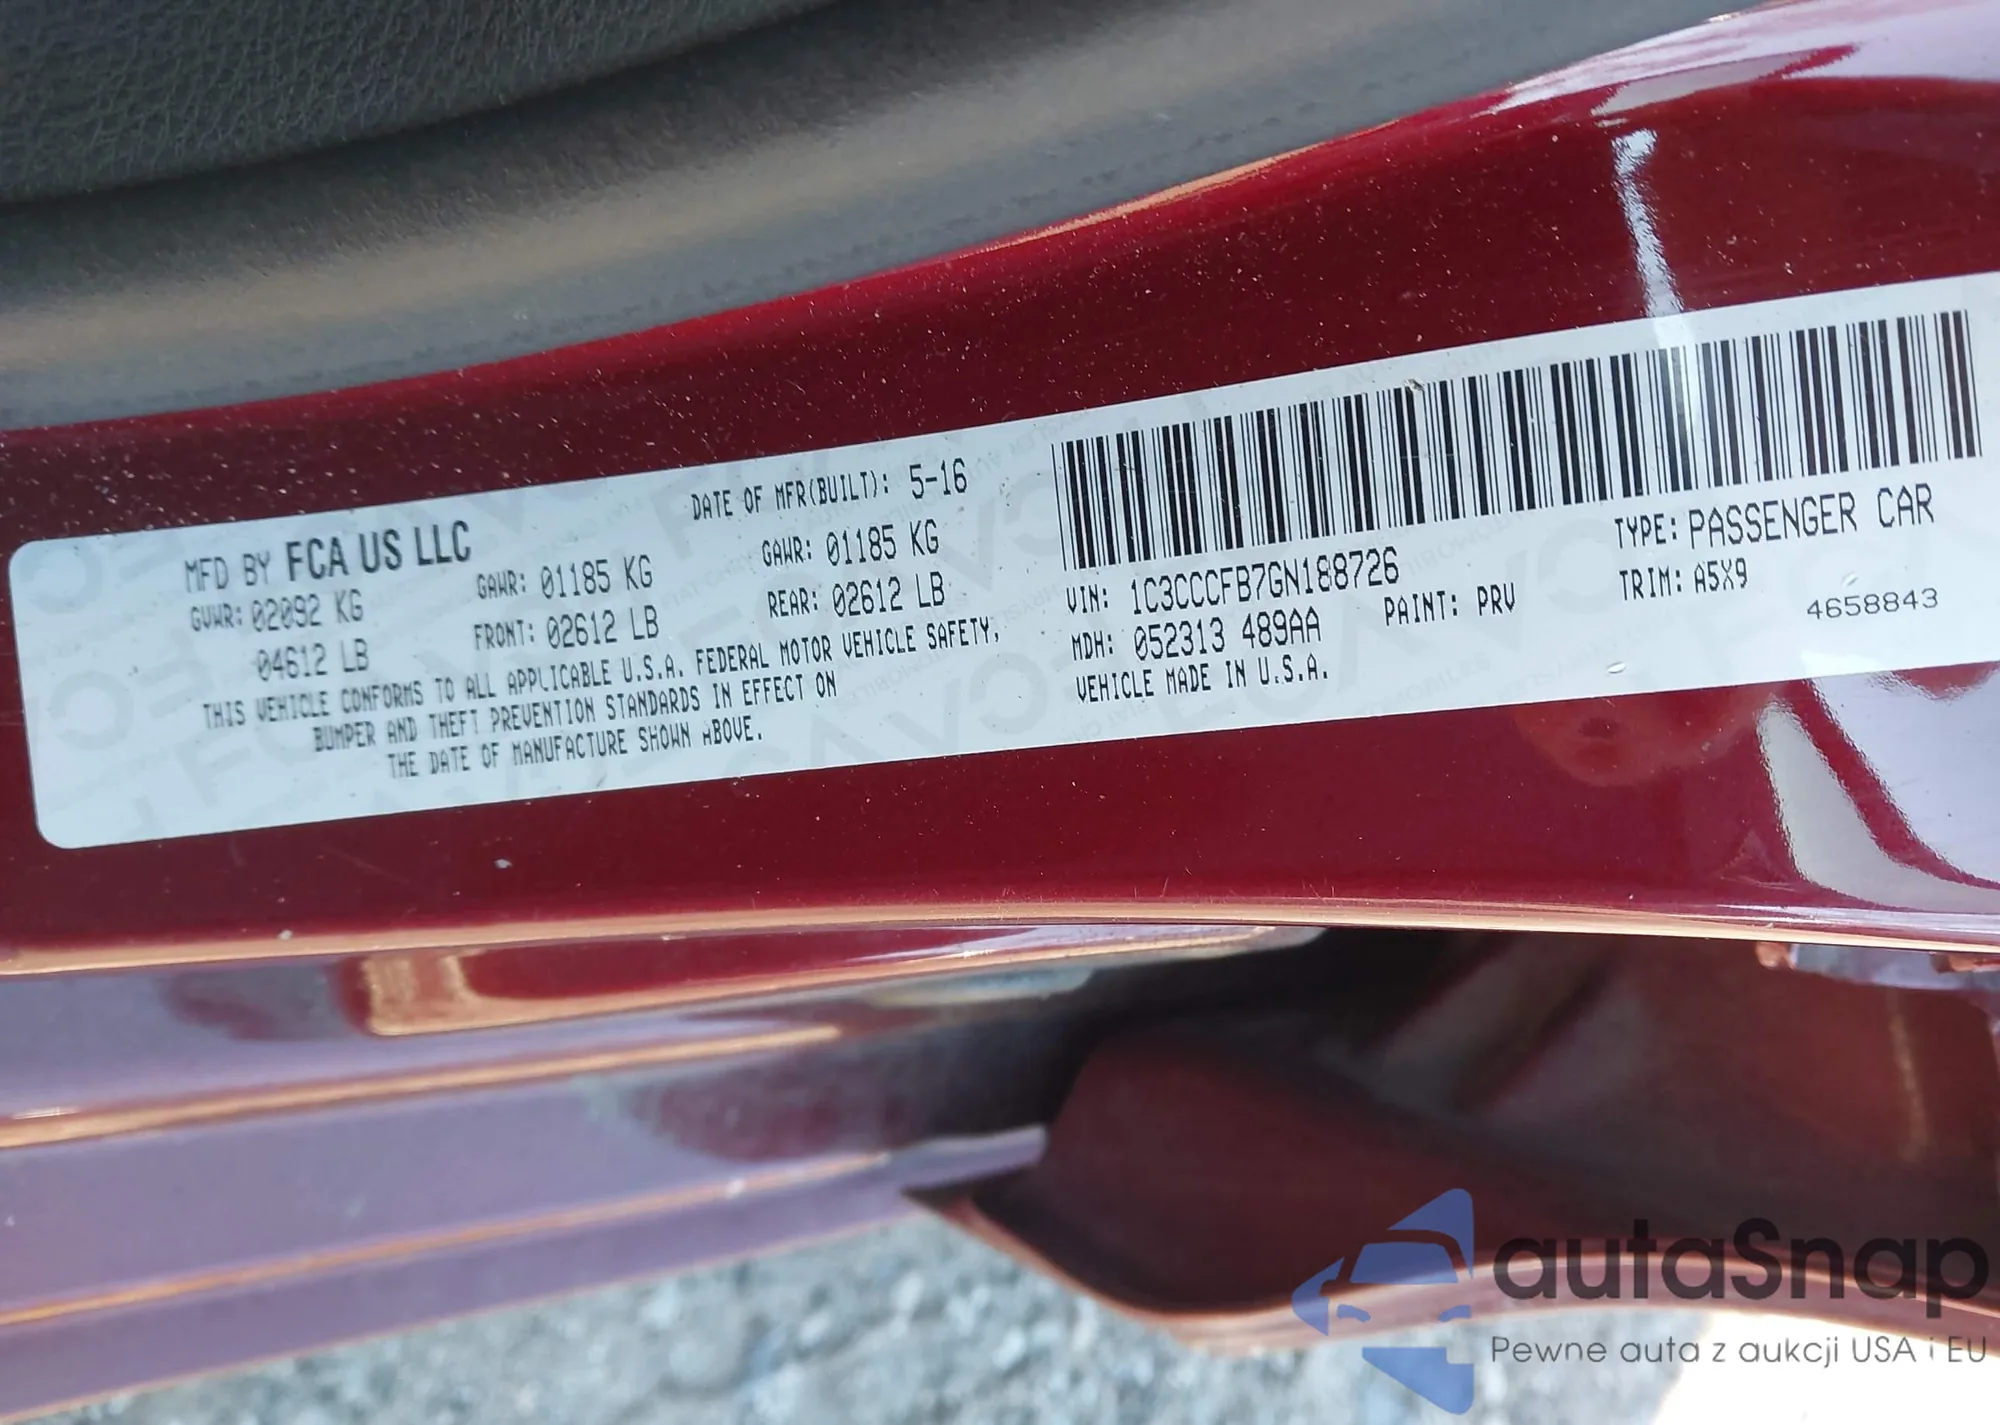 MFD BY FCA US LLC
DATE OF MFR(BUILT): 5-16
GVWR: 02092 KG
04612 LB
GAWR: 01185 KG
FRONT: 02612 LB
GAWR: 01185 KG
REAR: 02612 LB
THIS VEHICLE CONFORMS TO ALL APPLICABLE U.S.A. FEDERAL MOTOR VEHICLE SAFETY,
BUMPER AND THEFT PREVENTION STANDARDS IN EFFECT ON
THE DATE OF MANUFACTURE SHOWN ABOVE.
VIN: 1C3CCCFB7GN188726
TYPE: PASSENGER CAR
MDH: 052313 489AA
PAINT: PRV
TRIM: A5X9
VEHICLE MADE IN U.S.A.
4658843
autaSnap
Pewne auta z aukcji USA i EU